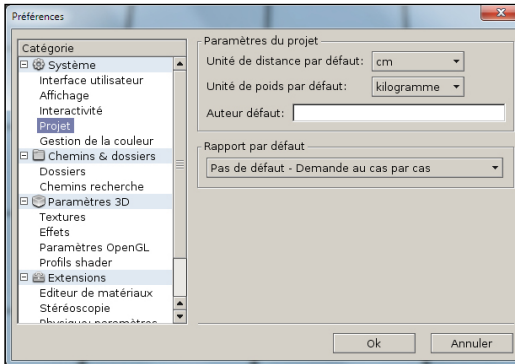 Préférences
Catégorie
Système
Interface utilisateur
Affichage
Interactivité
Projet
Gestion de la couleur
Chemins & dossiers
Dossiers
Chemins recherche
Paramètres 3D
Textures
Effets
Paramètres OpenGL
Profils shader
Extensions
Editeur de matériaux
Stéréoscopie
Physique: paramètres
Paramètres du projet
Unité de distance par défaut: cm
Unité de poids par défaut: kilogramme
Auteur défaut:
Rapport par défaut
Pas de défaut - Demande au cas par cas
Ok Annuler